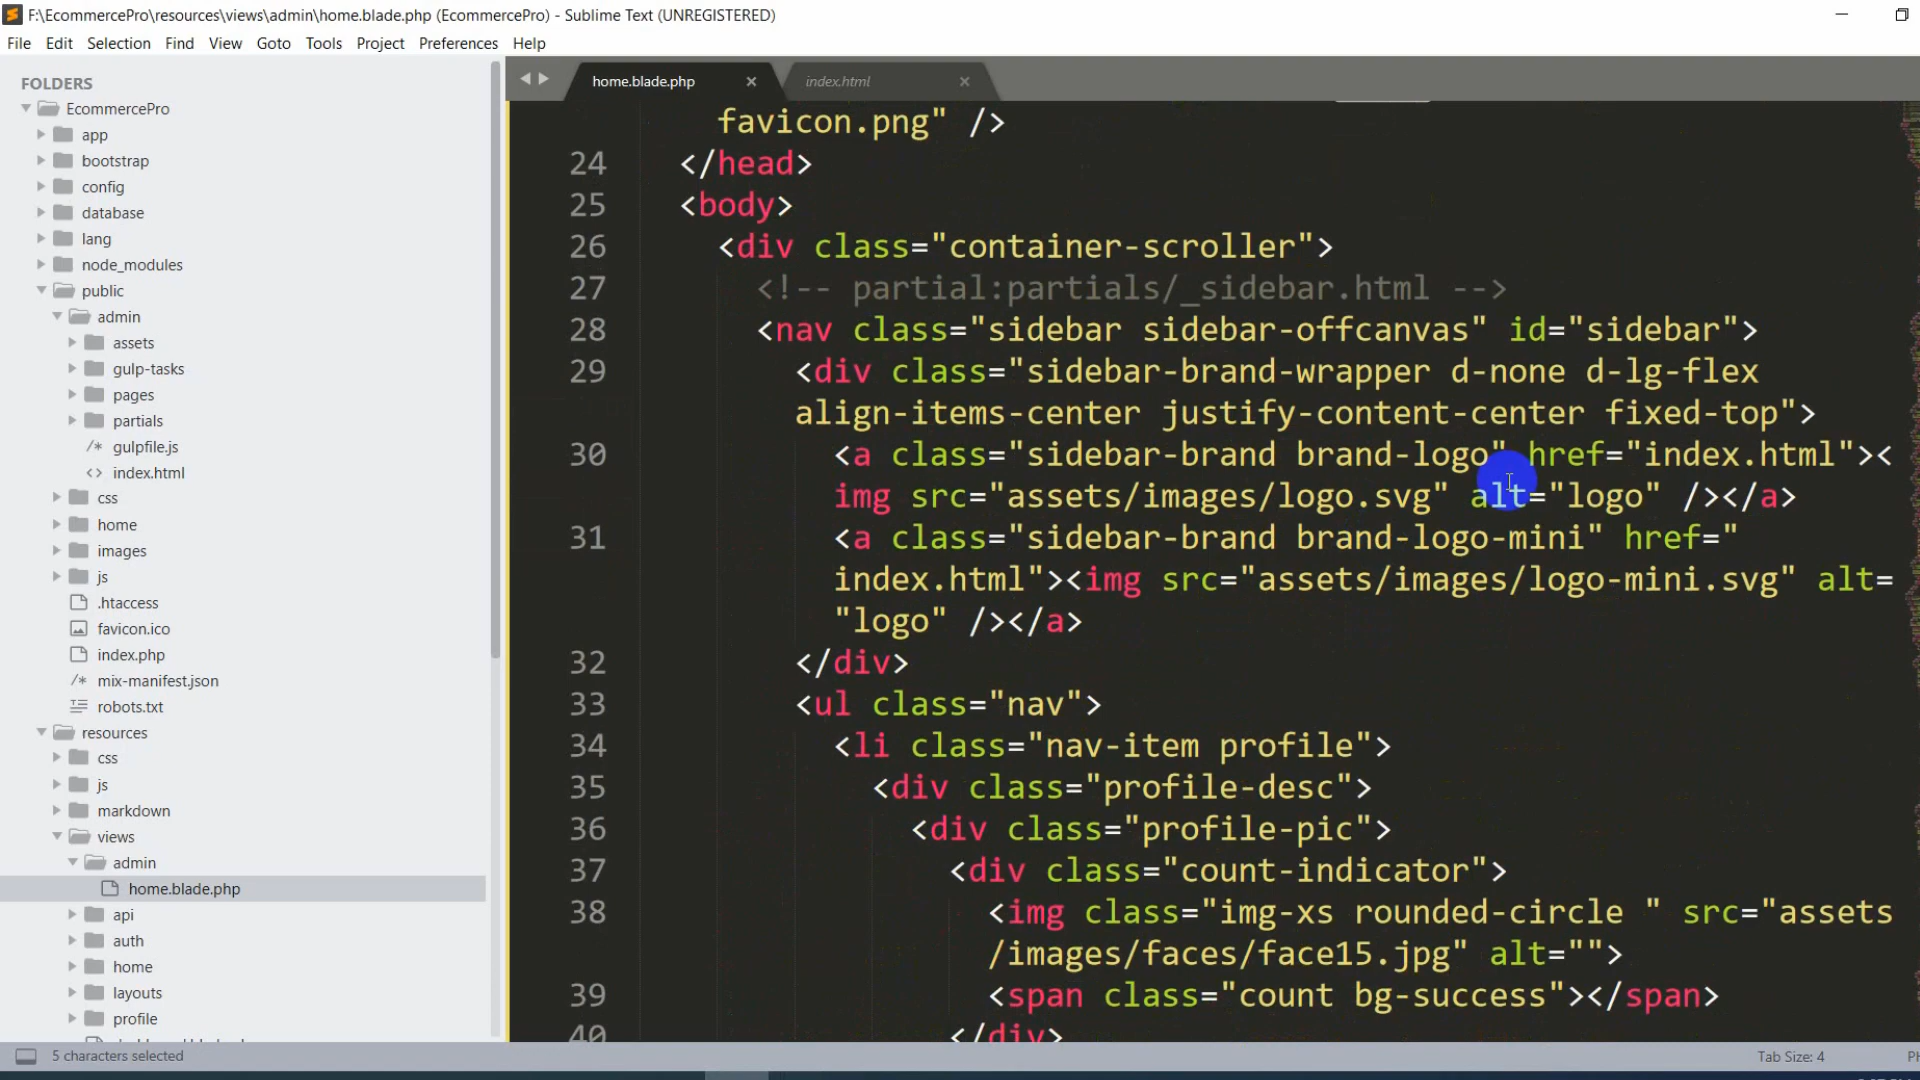 F:\EcommercePro\resources\views\admin\home.blade.php (EcommercePro) - Sublime Text (UNREGISTERED)
File Edit Selection Find View Goto Tools Project Preferences Help
FOLDERS
EcommercePro
app
bootstrap
config
database
lang
node_modules
public
admin
assets
gulp-tasks
pages
partials
/* gulpfile.js
<> index.html
css
home
images
js
.htaccess
favicon.ico
index.php
/* mix-manifest.json
robots.txt
resources
css
js
markdown
views
admin
home.blade.php
api
auth
home
layouts
profile
home.blade.php
index.html
favicon.png" />
24 </head>
25 <body>
26 <div class="container-scroller">
27 <!-- partial:partials/_sidebar.html -->
28 <nav class="sidebar sidebar-offcanvas" id="sidebar">
29 <div class="sidebar-brand-wrapper d-none d-lg-flex
align-items-center justify-content-center fixed-top">
30 <a class="sidebar-brand brand-logo" href="index.html"><
img src="assets/images/logo.svg" alt="logo" /></a>
31 <a class="sidebar-brand brand-logo-mini" href="
index.html"><img src="assets/images/logo-mini.svg" alt=
"logo" /></a>
32 </div>
33 <ul class="nav">
34 <li class="nav-item profile">
35 <div class="profile-desc">
36 <div class="profile-pic">
37 <div class="count-indicator">
38 <img class="img-xs rounded-circle " src="assets
/images/faces/face15.jpg" alt="">
39 <span class="count bg-success"></span>
40 </div>
5 characters selected
Tab Size: 4